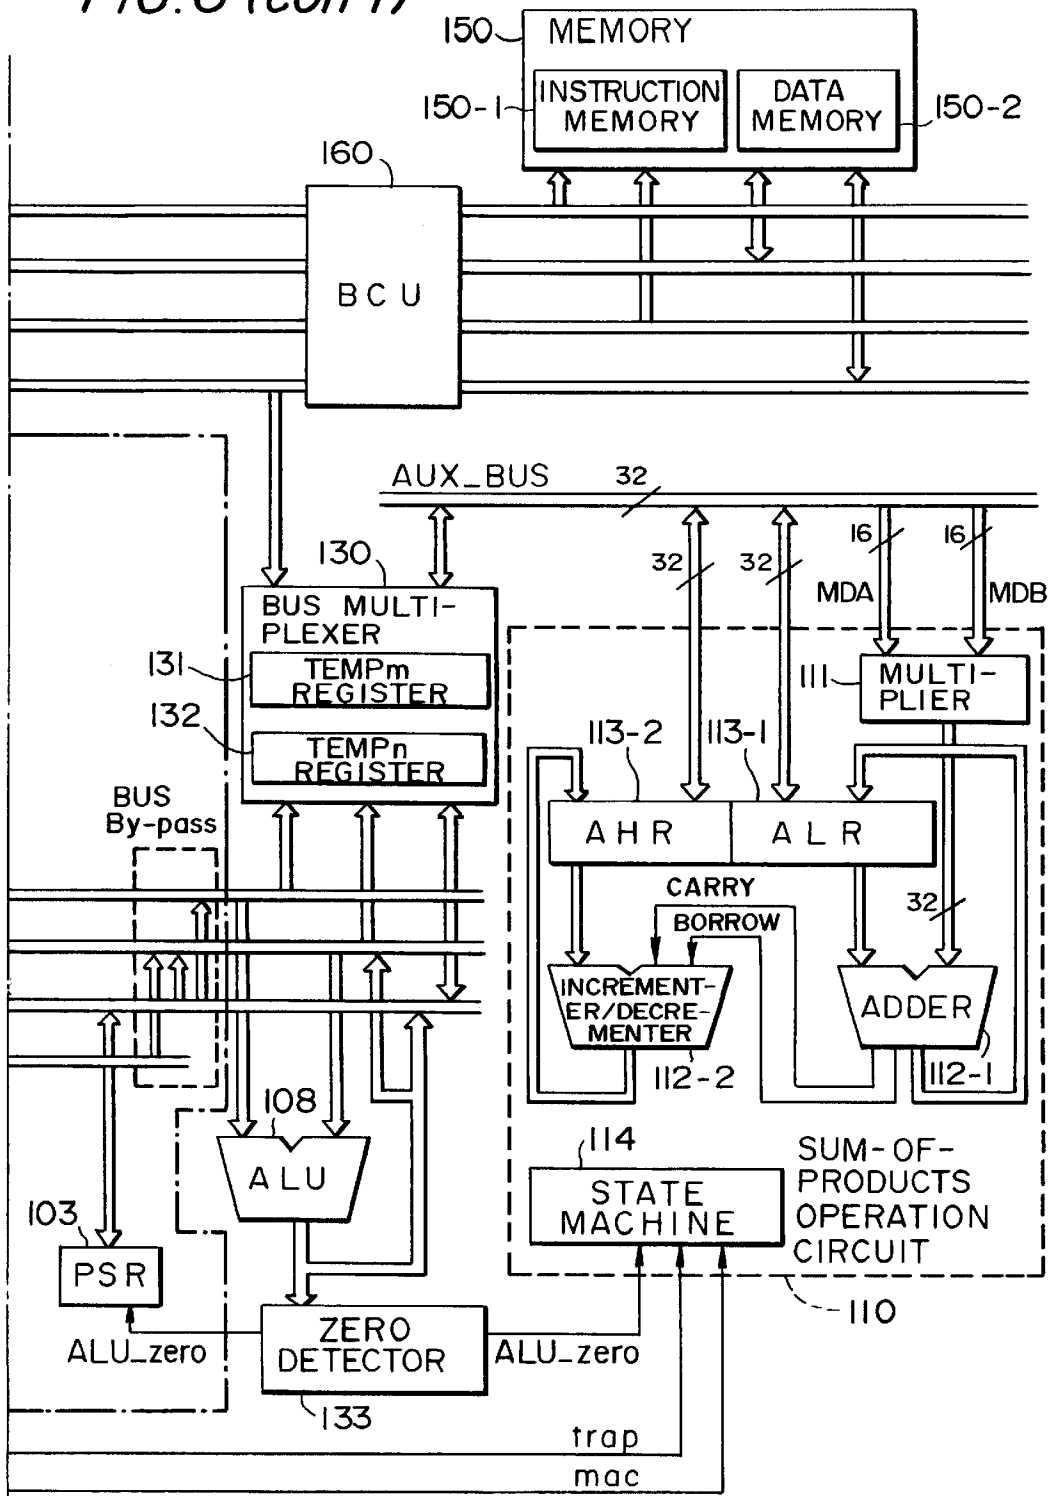 FIG. 6 (con't)
150
MEMORY
150-1
INSTRUCTION
MEMORY
DATA
MEMORY
150-2
160
BCU
AUX_BUS
32
130
32
32
16
16
MDA
MDB
BUS MULTI-
PLEXER
131
TEMPm
REGISTER
132
TEMPn
REGISTER
111
MULTI-
PLIER
113-2
113-1
AHR
ALR
BUS
By-pass
CARRY
BORROW
32
INCREMENT-
ER/DECRE-
MENTER
ADDER
112-2
112-1
108
ALU
103
PSR
114
STATE
MACHINE
SUM-OF-
PRODUCTS
OPERATION
CIRCUIT
110
ALU_zero
ZERO
DETECTOR
ALU_zero
133
trap
mac